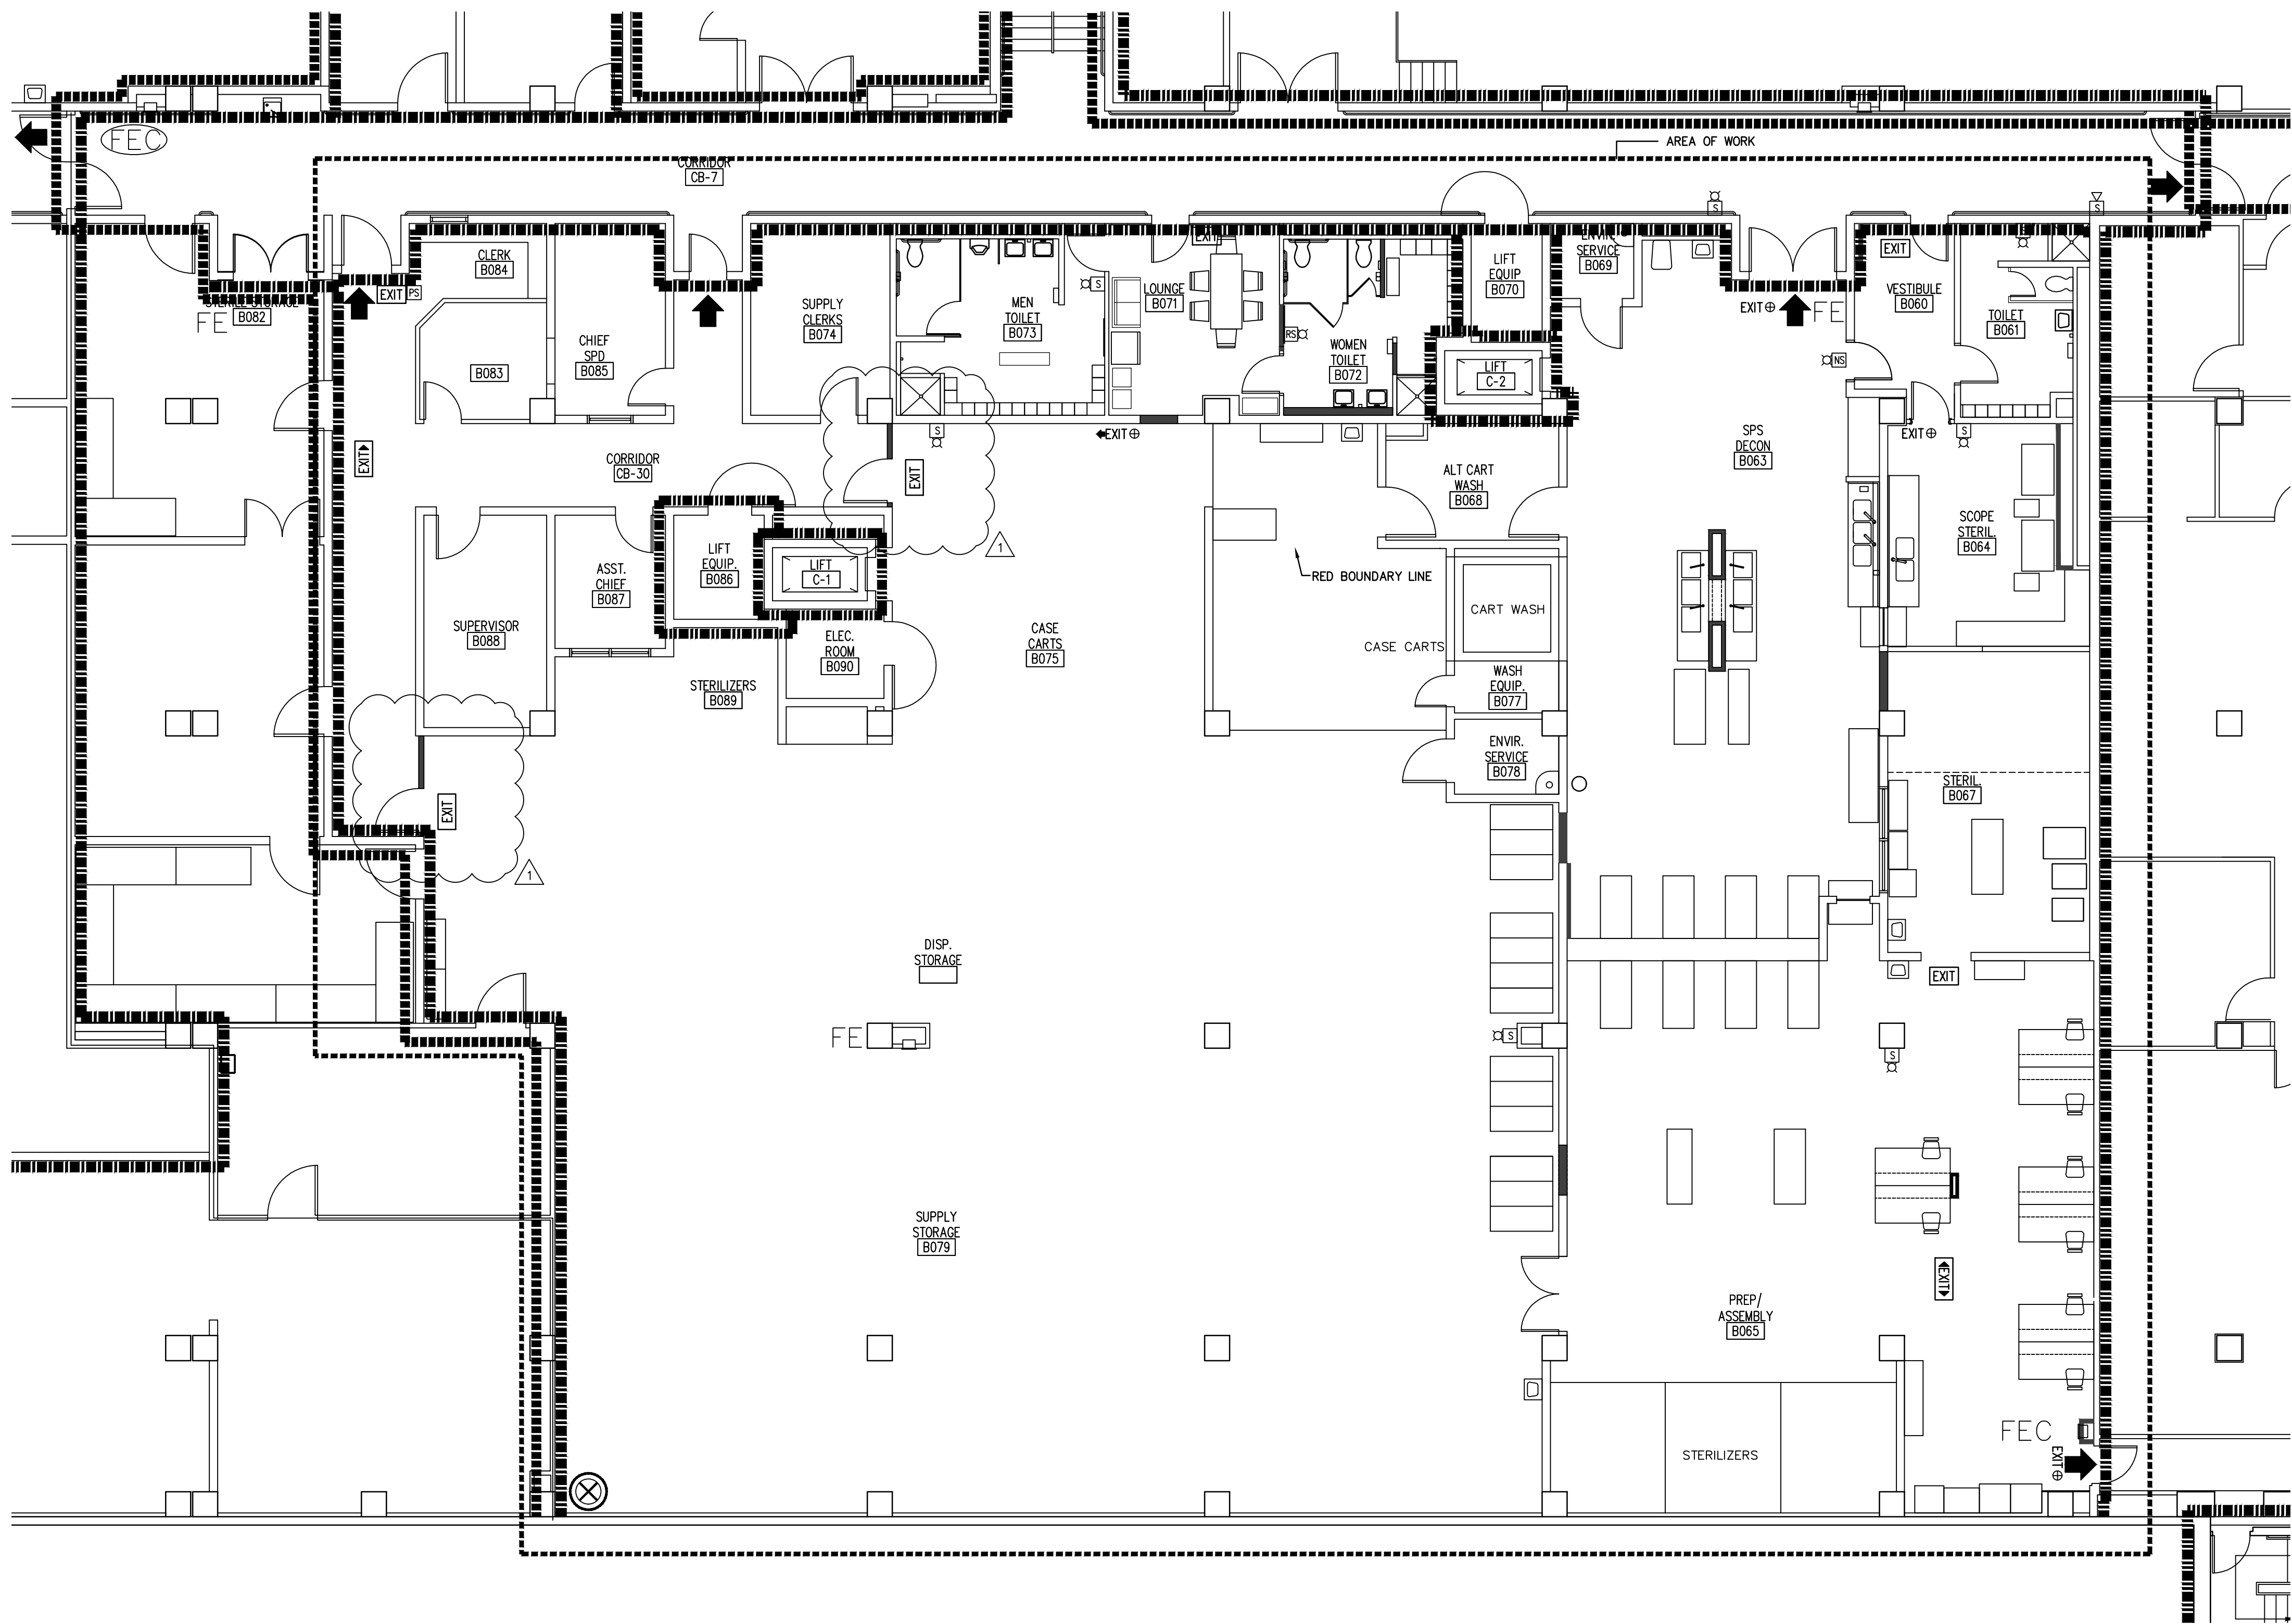 AREA OF WORK
FEC
CORRIDOR
CB-7
S
S
CLERK
B084
EXIT
ENVIR.
SERVICE
B069
EXIT
S
LIFT
EQUIP
B070
STERILE STORAGE
B082
FE
EXIT
PS
SUPPLY
CLERKS
B074
MEN
TOILET
B073
S
LOUNGE
B071
EXIT
FE
VESTIBULE
B060
TOILET
B061
CHIEF
SPD
B085
B083
RS
WOMEN
TOILET
B072
LIFT
C-2
NS
EXIT
S
EXIT
EXIT
S
SPS
DECON
B063
CORRIDOR
CB-30
EXIT
ALT CART
WASH
B068
SCOPE
STERIL.
B064
1
LIFT
EQUIP.
B086
LIFT
C-1
ASST.
CHIEF
B087
RED BOUNDARY LINE
CART WASH
SUPERVISOR
B088
ELEC.
ROOM
B090
CASE
CARTS
B075
CASE CARTS
STERILIZERS
B089
WASH
EQUIP.
B077
ENVIR.
SERVICE
B078
STERIL.
B067
EXIT
1
DISP.
STORAGE
EXIT
FE
S
S
SUPPLY
STORAGE
B079
EXIT
PREP/
ASSEMBLY
B065
FEC
EXIT
STERILIZERS